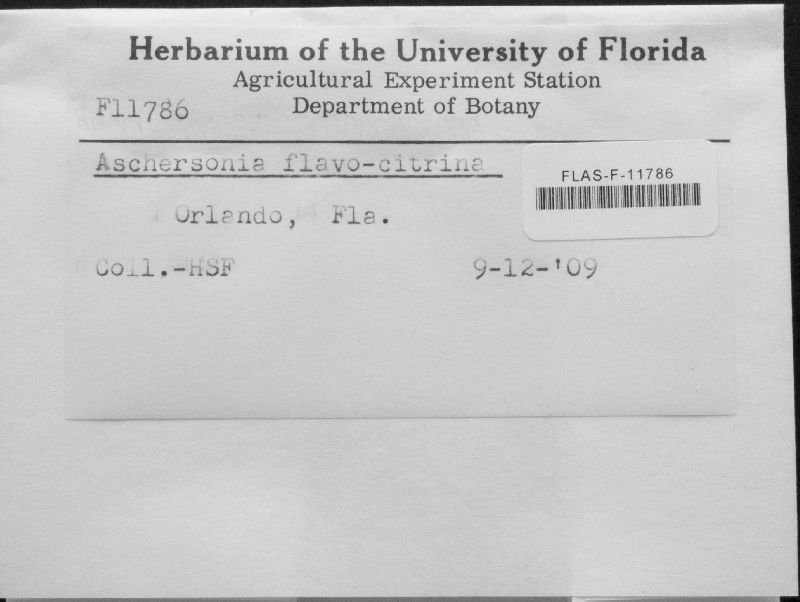 Herbarium of the University of Florida
Agricultural Experiment Station
F11786 Department of Botany
Aschersonia flavo-citrina
FLAS-F-11786
Orlando, Fla.
Coll.-HSF 9-12-'09